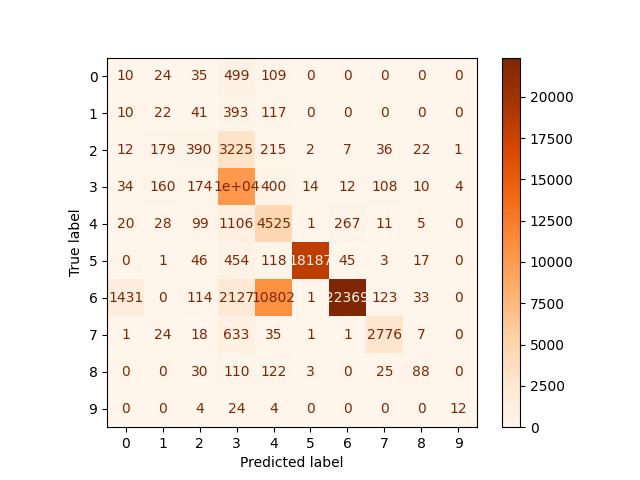 0 10 24 35 499 109 0 0 0 0 0
1 10 22 41 393 117 0 0 0 0 0 20000
2 12 179 390 3225 215 2 7 36 22 1 17500
3 34 160 174 1e+04 400 14 12 108 10 4 15000
4 20 28 99 1106 4525 1 267 11 5 0 12500
True label
5 0 1 46 454 118 18187 45 3 17 0 10000
6 1431 0 114 2127 10802 1 22369 123 33 0 7500
7 1 24 18 633 35 1 1 2776 7 0 5000
8 0 0 30 110 122 3 0 25 88 0 2500
9 0 0 4 24 4 0 0 0 0 12 0
0 1 2 3 4 5 6 7 8 9
Predicted label